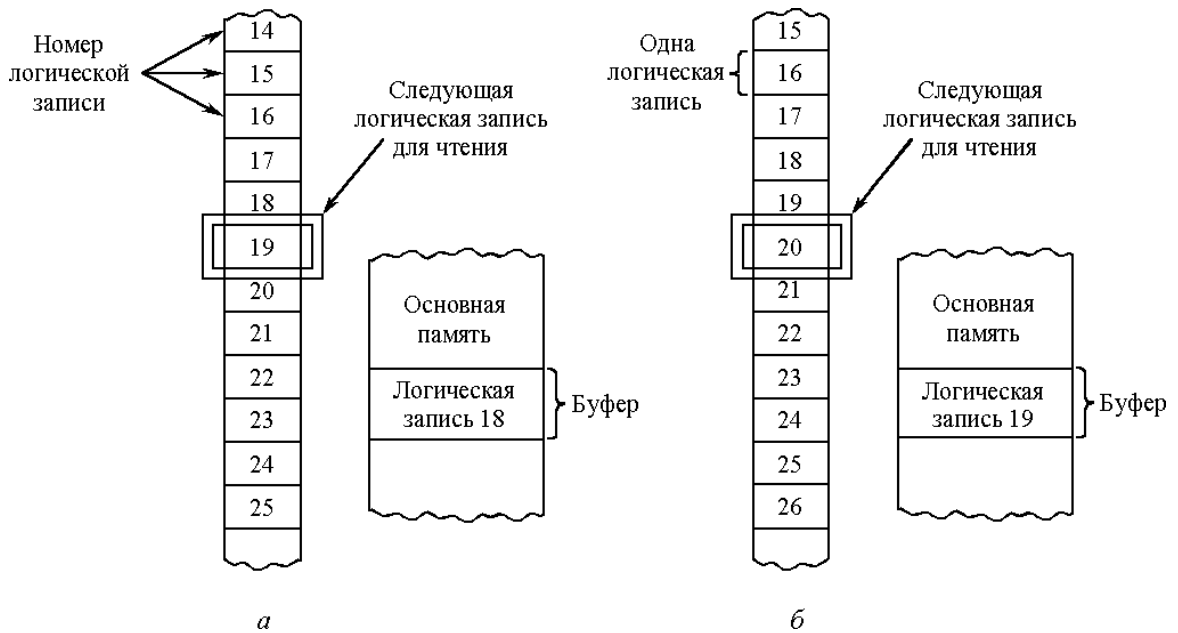 Номер
логической
записи
14
15
16
17
18
19
20
21
22
23
24
25
Следующая
логическая запись
для чтения
Основная
память
Логическая
запись 18
Буфер
а
Одна
логическая
запись
15
16
17
18
19
20
21
22
23
24
25
26
Следующая
логическая запись
для чтения
Основная
память
Логическая
запись 19
Буфер
б